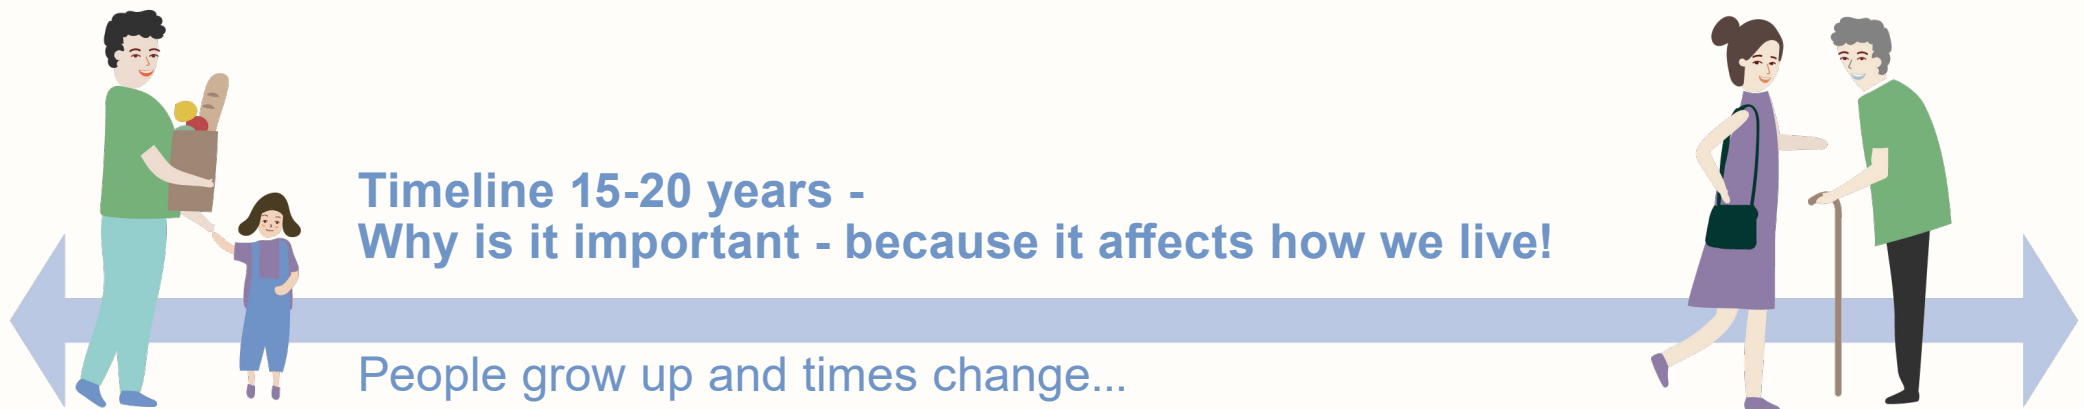 Timeline 15-20 years -
Why is it important - because it affects how we live!
People grow up and times change...